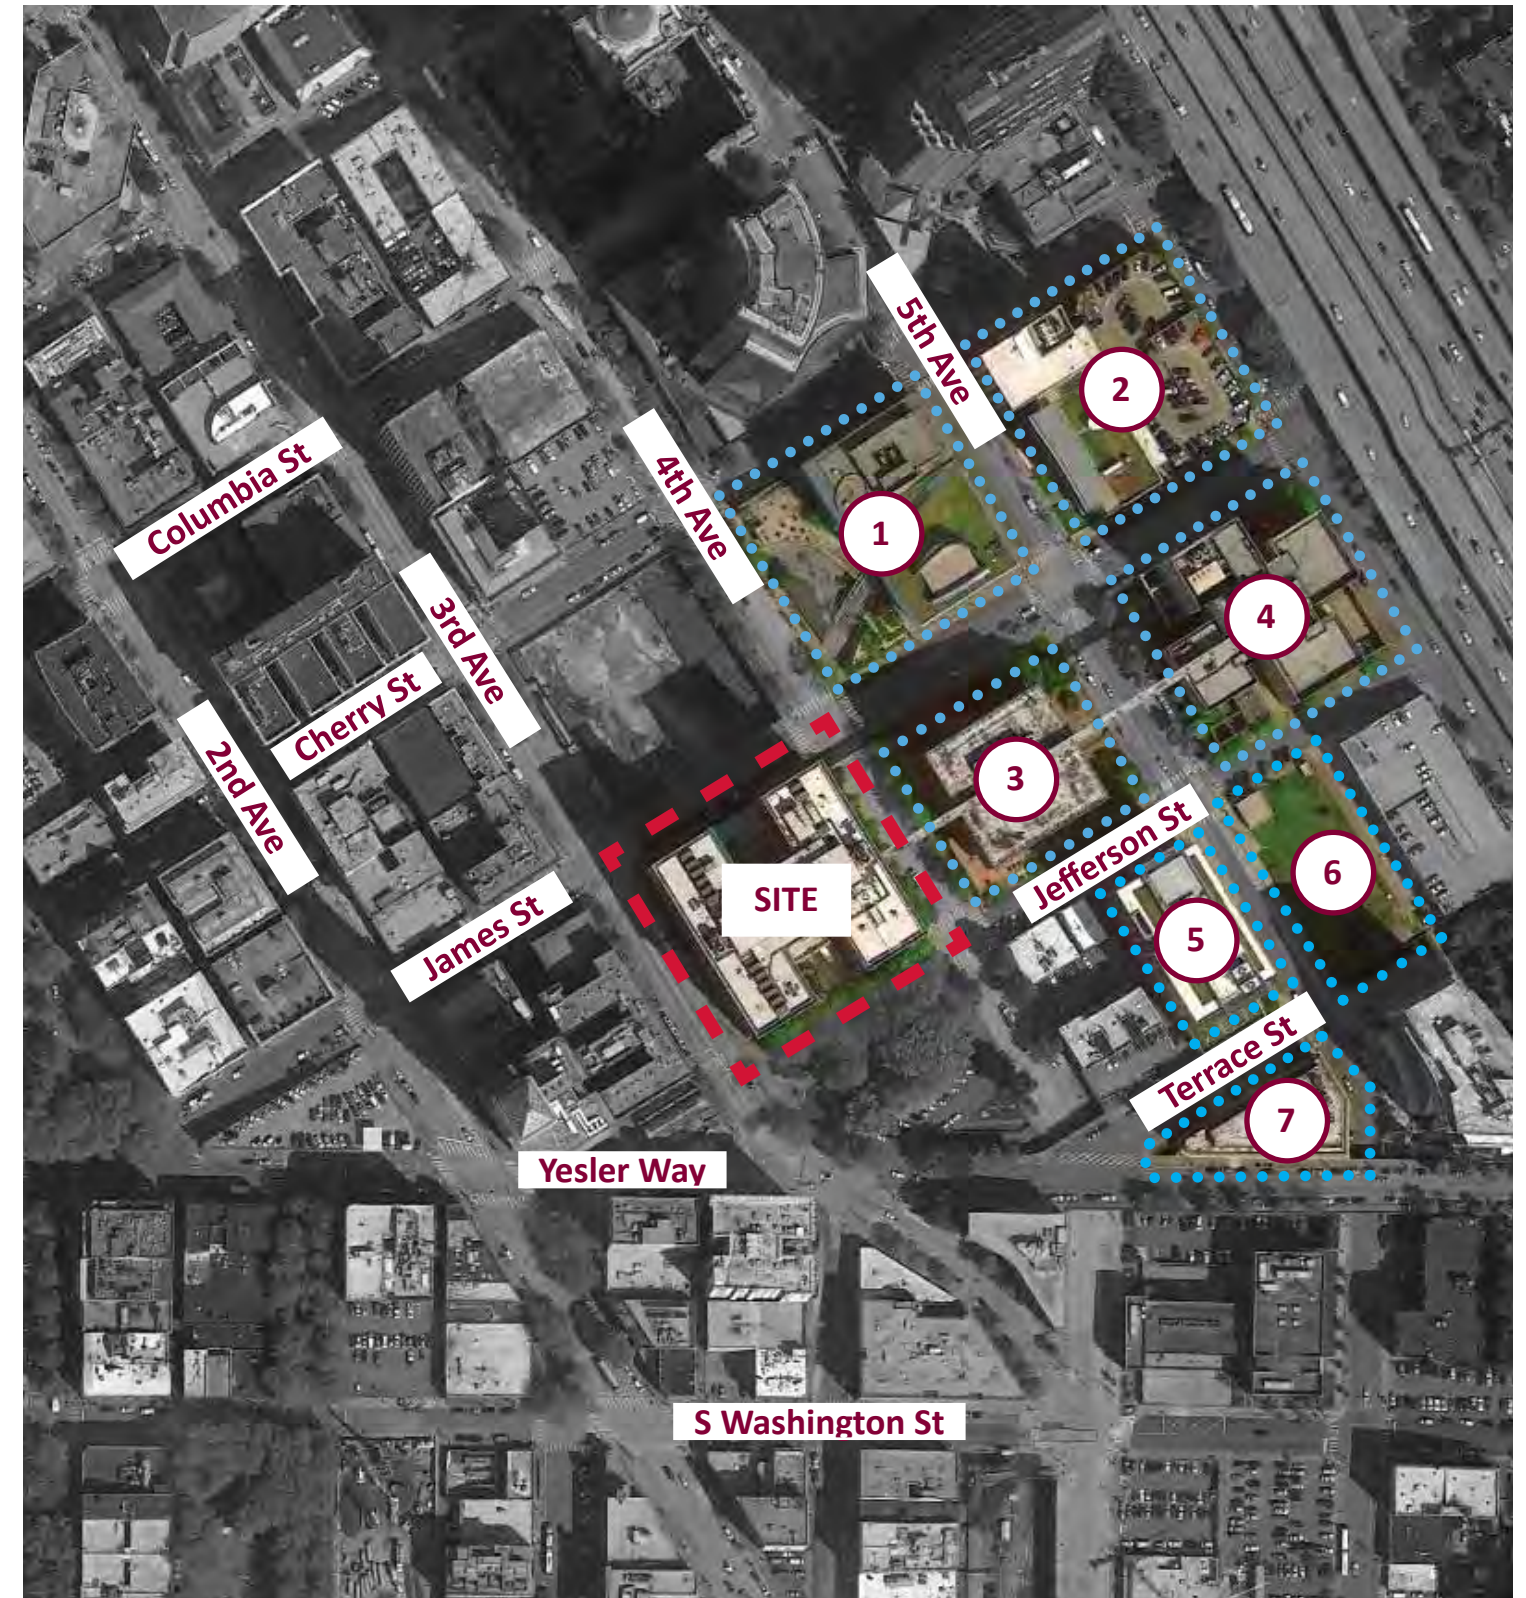 5th Ave
2
4th Ave
1
Columbia St
3rd Ave
4
Cherry St
2nd Ave
3
Jefferson St
6
SITE
James St
5
Terrace St
7
Yesler Way
S Washington St